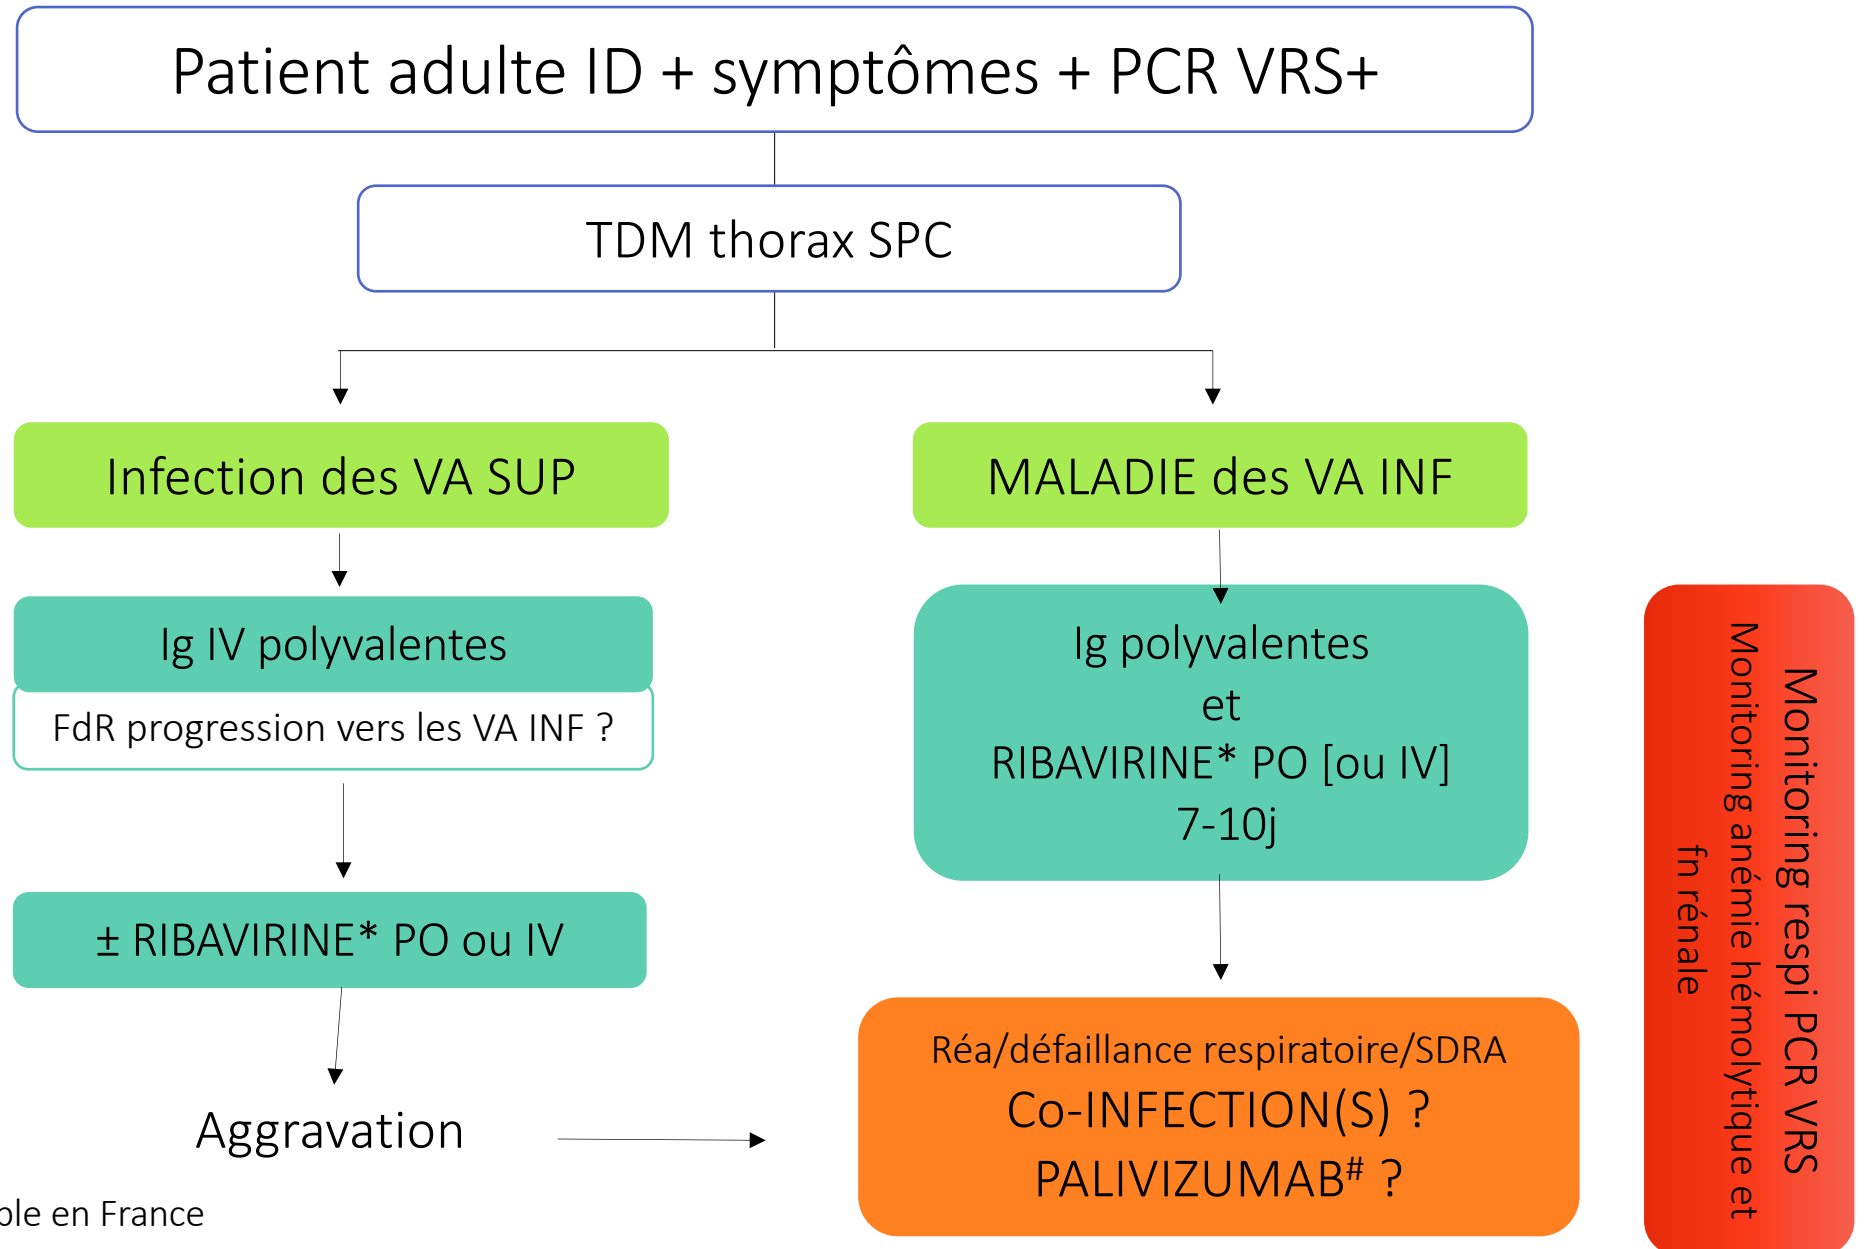 Patient adulte ID + symptômes + PCR VRS+
TDM thorax SPC
Infection des VA SUP
MALADIE des VA INF
Ig IV polyvalentes
FdR progression vers les VA INF ?
± RIBAVIRINE* PO ou IV
Aggravation
Ig polyvalentes
et
RIBAVIRINE* PO [ou IV]
7-10j
Réa/défaillance respiratoire/SDRA
Co-INFECTION(S) ?
PALIVIZUMAB# ?
Monitoring respi PCR VRS
Monitoring anémie hémolytique et
fn rénale
en France